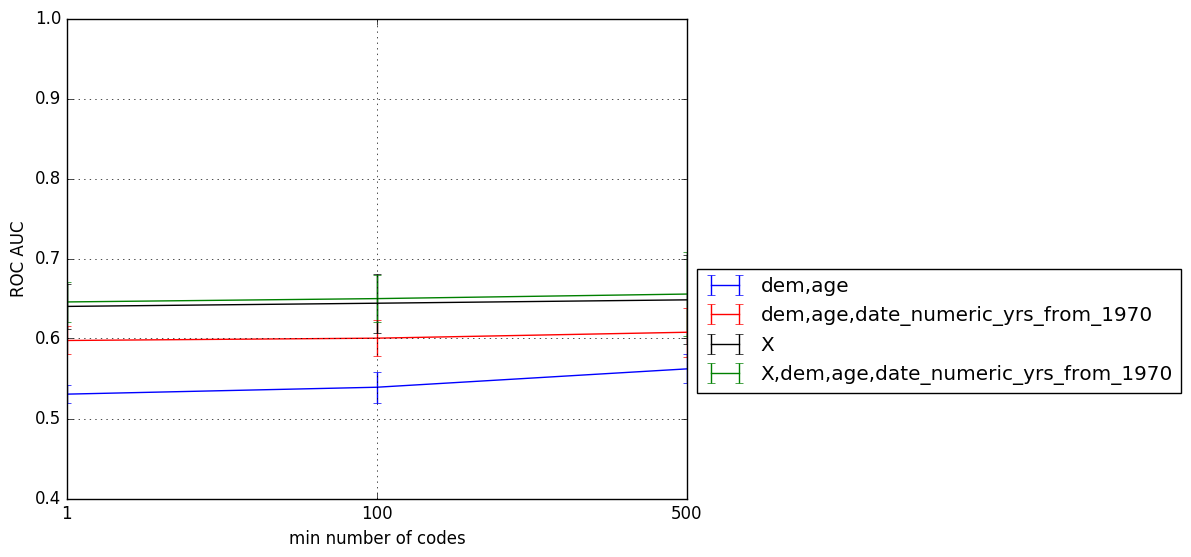 1.0
0.9
0.8
0.7
0.6
0.5
0.4
ROC AUC
1 100 500
min number of codes
dem,age
dem,age,date_numeric_yrs_from_1970
X
X,dem,age,date_numeric_yrs_from_1970